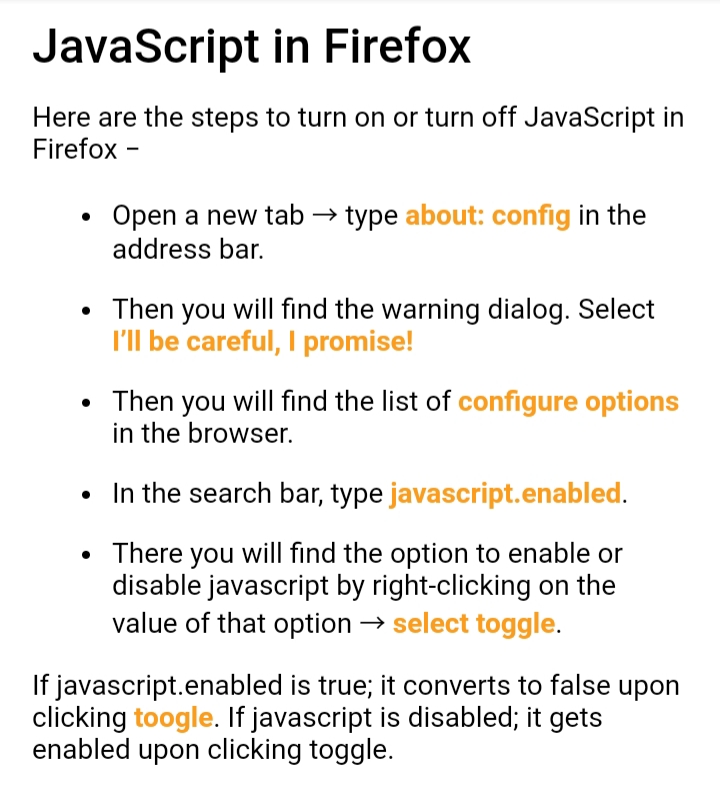 JavaScript in Firefox
Here are the steps to turn on or turn off JavaScript in
Firefox −
• Open a new tab → type about: config in the
address bar.
• Then you will find the warning dialog. Select
I’ll be careful, I promise!
• Then you will find the list of configure options
in the browser.
• In the search bar, type javascript.enabled.
• There you will find the option to enable or
disable javascript by right-clicking on the
value of that option → select toggle.
If javascript.enabled is true; it converts to false upon
clicking toogle. If javascript is disabled; it gets
enabled upon clicking toggle.